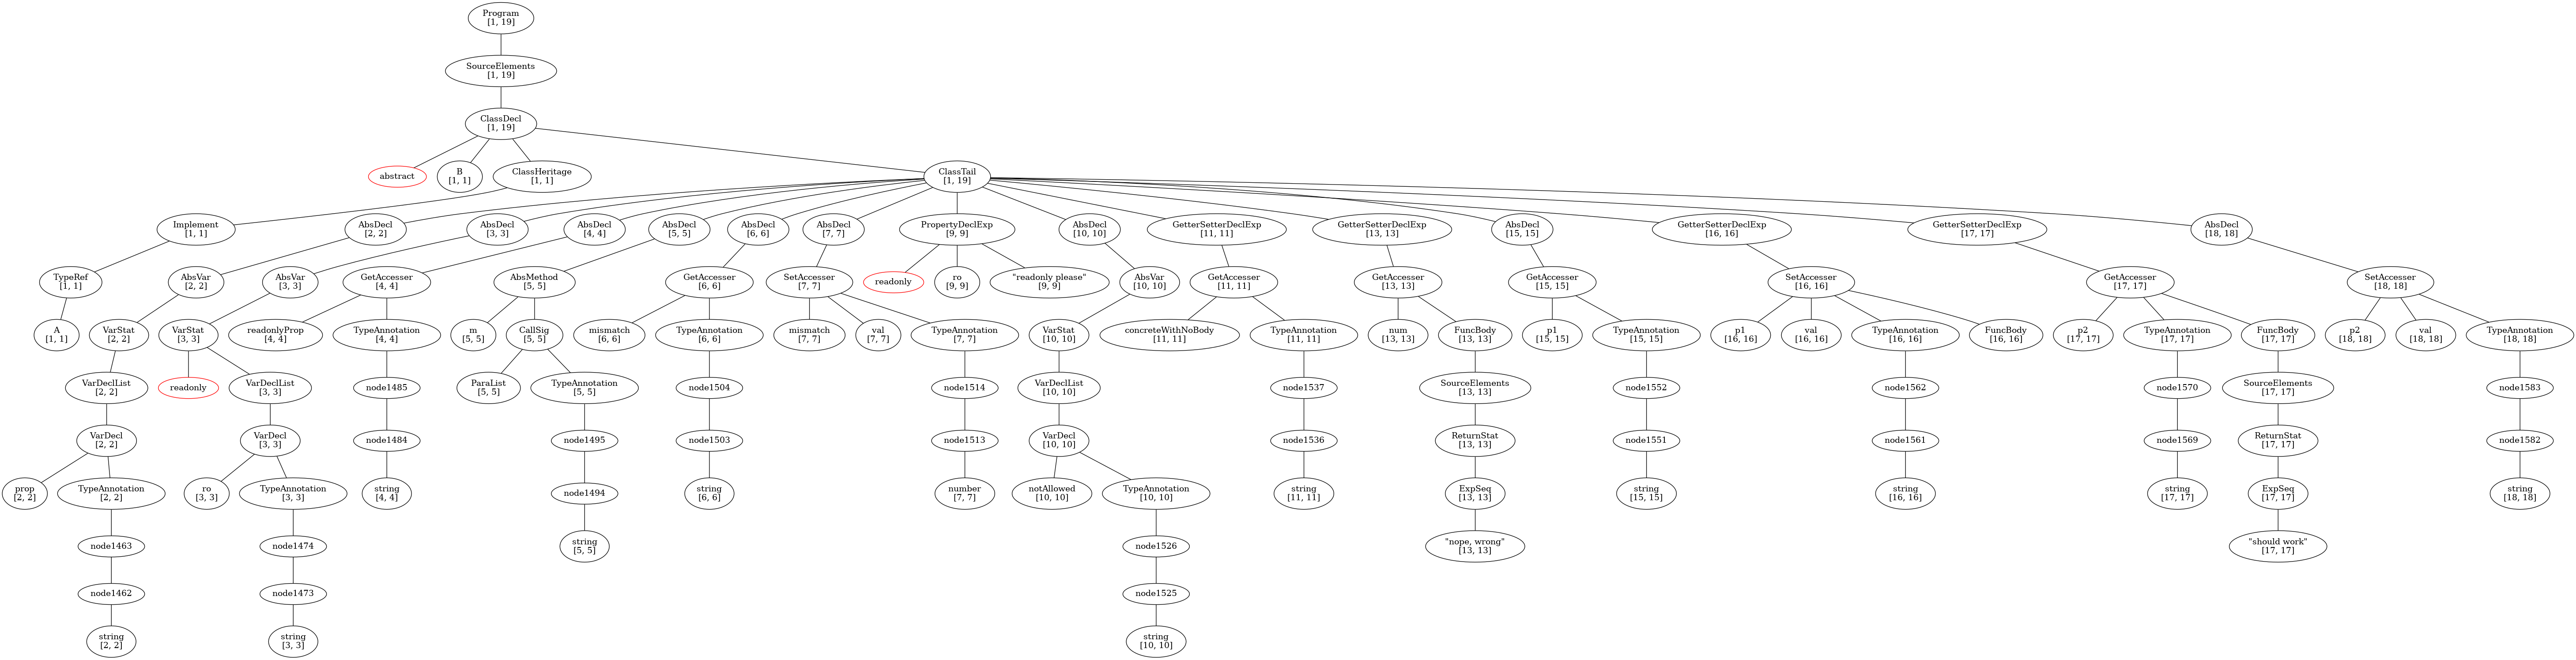 Program
[1, 19]
SourceElements
[1, 19]
ClassDecl
[1, 19]
abstract
B
[1, 1]
ClassHeritage
[1, 1]
ClassTail
[1, 19]
Implement
[1, 1]
AbsDecl
[2, 2]
AbsDecl
[3, 3]
AbsDecl
[4, 4]
AbsDecl
[5, 5]
AbsDecl
[6, 6]
AbsDecl
[7, 7]
PropertyDeclExp
[9, 9]
AbsDecl
[10, 10]
GetterSetterDeclExp
[11, 11]
GetterSetterDeclExp
[13, 13]
AbsDecl
[15, 15]
GetterSetterDeclExp
[16, 16]
GetterSetterDeclExp
[17, 17]
AbsDecl
[18, 18]
TypeRef
[1, 1]
AbsVar
[2, 2]
AbsVar
[3, 3]
GetAccesser
[4, 4]
AbsMethod
[5, 5]
GetAccesser
[6, 6]
SetAccesser
[7, 7]
readonly
ro
[9, 9]
"readonly please"
[9, 9]
AbsVar
[10, 10]
GetAccesser
[11, 11]
GetAccesser
[13, 13]
GetAccesser
[15, 15]
SetAccesser
[16, 16]
GetAccesser
[17, 17]
SetAccesser
[18, 18]
A
[1, 1]
VarStat
[2, 2]
VarStat
[3, 3]
readonlyProp
[4, 4]
TypeAnnotation
[4, 4]
m
[5, 5]
CallSig
[5, 5]
mismatch
[6, 6]
TypeAnnotation
[6, 6]
mismatch
[7, 7]
val
[7, 7]
TypeAnnotation
[7, 7]
VarStat
[10, 10]
concreteWithNoBody
[11, 11]
TypeAnnotation
[11, 11]
num
[13, 13]
FuncBody
[13, 13]
p1
[15, 15]
TypeAnnotation
[15, 15]
p1
[16, 16]
val
[16, 16]
TypeAnnotation
[16, 16]
FuncBody
[16, 16]
p2
[17, 17]
TypeAnnotation
[17, 17]
FuncBody
[17, 17]
p2
[18, 18]
val
[18, 18]
TypeAnnotation
[18, 18]
VarDeclList
[2, 2]
readonly
VarDeclList
[3, 3]
node1485
ParaList
[5, 5]
TypeAnnotation
[5, 5]
node1504
node1514
VarDeclList
[10, 10]
node1537
SourceElements
[13, 13]
node1552
node1562
node1570
SourceElements
[17, 17]
node1583
VarDecl
[2, 2]
VarDecl
[3, 3]
node1484
node1495
node1503
node1513
VarDecl
[10, 10]
node1536
ReturnStat
[13, 13]
node1551
node1561
node1569
ReturnStat
[17, 17]
node1582
prop
[2, 2]
TypeAnnotation
[2, 2]
ro
[3, 3]
TypeAnnotation
[3, 3]
string
[4, 4]
node1494
string
[6, 6]
number
[7, 7]
notAllowed
[10, 10]
TypeAnnotation
[10, 10]
string
[11, 11]
ExpSeq
[13, 13]
string
[15, 15]
string
[16, 16]
string
[17, 17]
ExpSeq
[17, 17]
string
[18, 18]
node1463
node1474
string
[5, 5]
node1526
"nope, wrong"
[13, 13]
"should work"
[17, 17]
node1462
node1473
node1525
string
[2, 2]
string
[3, 3]
string
[10, 10]